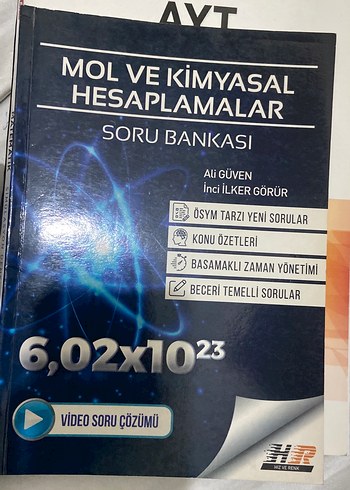 AYT
MOL VE KİMYASAL
HESAPLAMALAR
SORU BANKASI
Ali GÜVEN
İnci İLKER GÖRÜR
ÖSYM TARZI YENİ SORULAR
KONU ÖZETLERİ
BASAMAKLI ZAMAN YÖNETİMİ
BECERİ TEMELLİ SORULAR
6,02x10²³
VİDEO SORU ÇÖZÜMÜ
HR
HIZ VE RENK